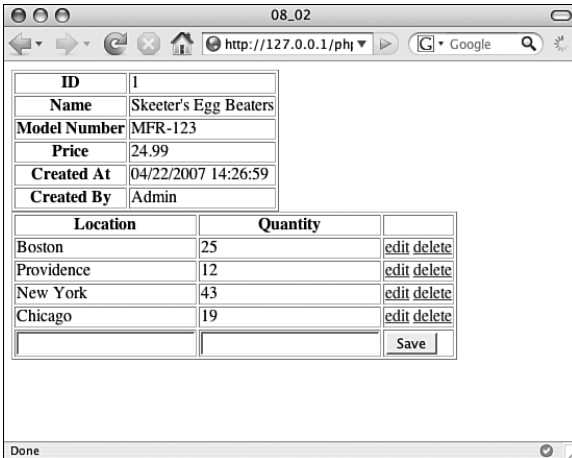 08_02
http://127.0.0.1/phj
G Google
ID 1
Name Skeeter's Egg Beaters
Model Number MFR-123
Price 24.99
Created At 04/22/2007 14:26:59
Created By Admin
Location Quantity
Boston 25 edit delete
Providence 12 edit delete
New York 43 edit delete
Chicago 19 edit delete
Save
Done